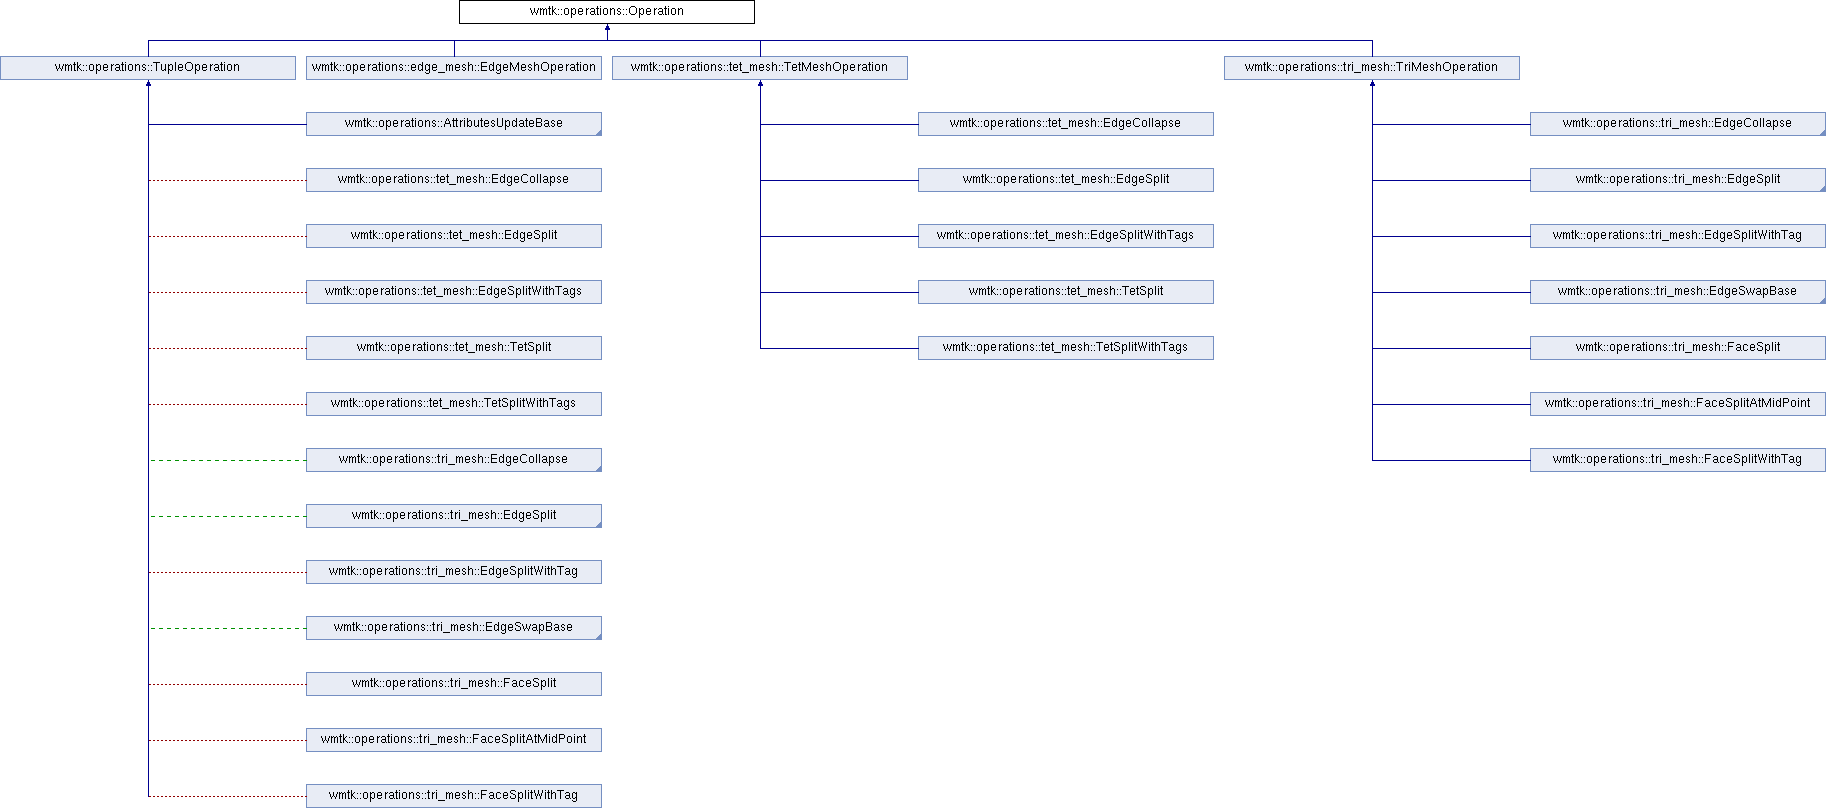 wmtk::operations::Operation
wmtk::operations::TupleOperation
wmtk::operations::edge_mesh::EdgeMeshOperation
wmtk::operations::tet_mesh::TetMeshOperation
wmtk::operations::tri_mesh::TriMeshOperation
wmtk::operations::AttributesUpdateBase
wmtk::operations::tet_mesh::EdgeCollapse
wmtk::operations::tri_mesh::EdgeCollapse
wmtk::operations::tet_mesh::EdgeCollapse
wmtk::operations::tet_mesh::EdgeSplit
wmtk::operations::tri_mesh::EdgeSplit
wmtk::operations::tet_mesh::EdgeSplit
wmtk::operations::tet_mesh::EdgeSplitWithTags
wmtk::operations::tri_mesh::EdgeSplitWithTag
wmtk::operations::tet_mesh::EdgeSplitWithTags
wmtk::operations::tet_mesh::TetSplit
wmtk::operations::tri_mesh::EdgeSwapBase
wmtk::operations::tet_mesh::TetSplit
wmtk::operations::tet_mesh::TetSplitWithTags
wmtk::operations::tri_mesh::FaceSplit
wmtk::operations::tet_mesh::TetSplitWithTags
wmtk::operations::tri_mesh::FaceSplitAtMidPoint
wmtk::operations::tri_mesh::EdgeCollapse
wmtk::operations::tri_mesh::FaceSplitWithTag
wmtk::operations::tri_mesh::EdgeSplit
wmtk::operations::tri_mesh::EdgeSplitWithTag
wmtk::operations::tri_mesh::EdgeSwapBase
wmtk::operations::tri_mesh::FaceSplit
wmtk::operations::tri_mesh::FaceSplitAtMidPoint
wmtk::operations::tri_mesh::FaceSplitWithTag